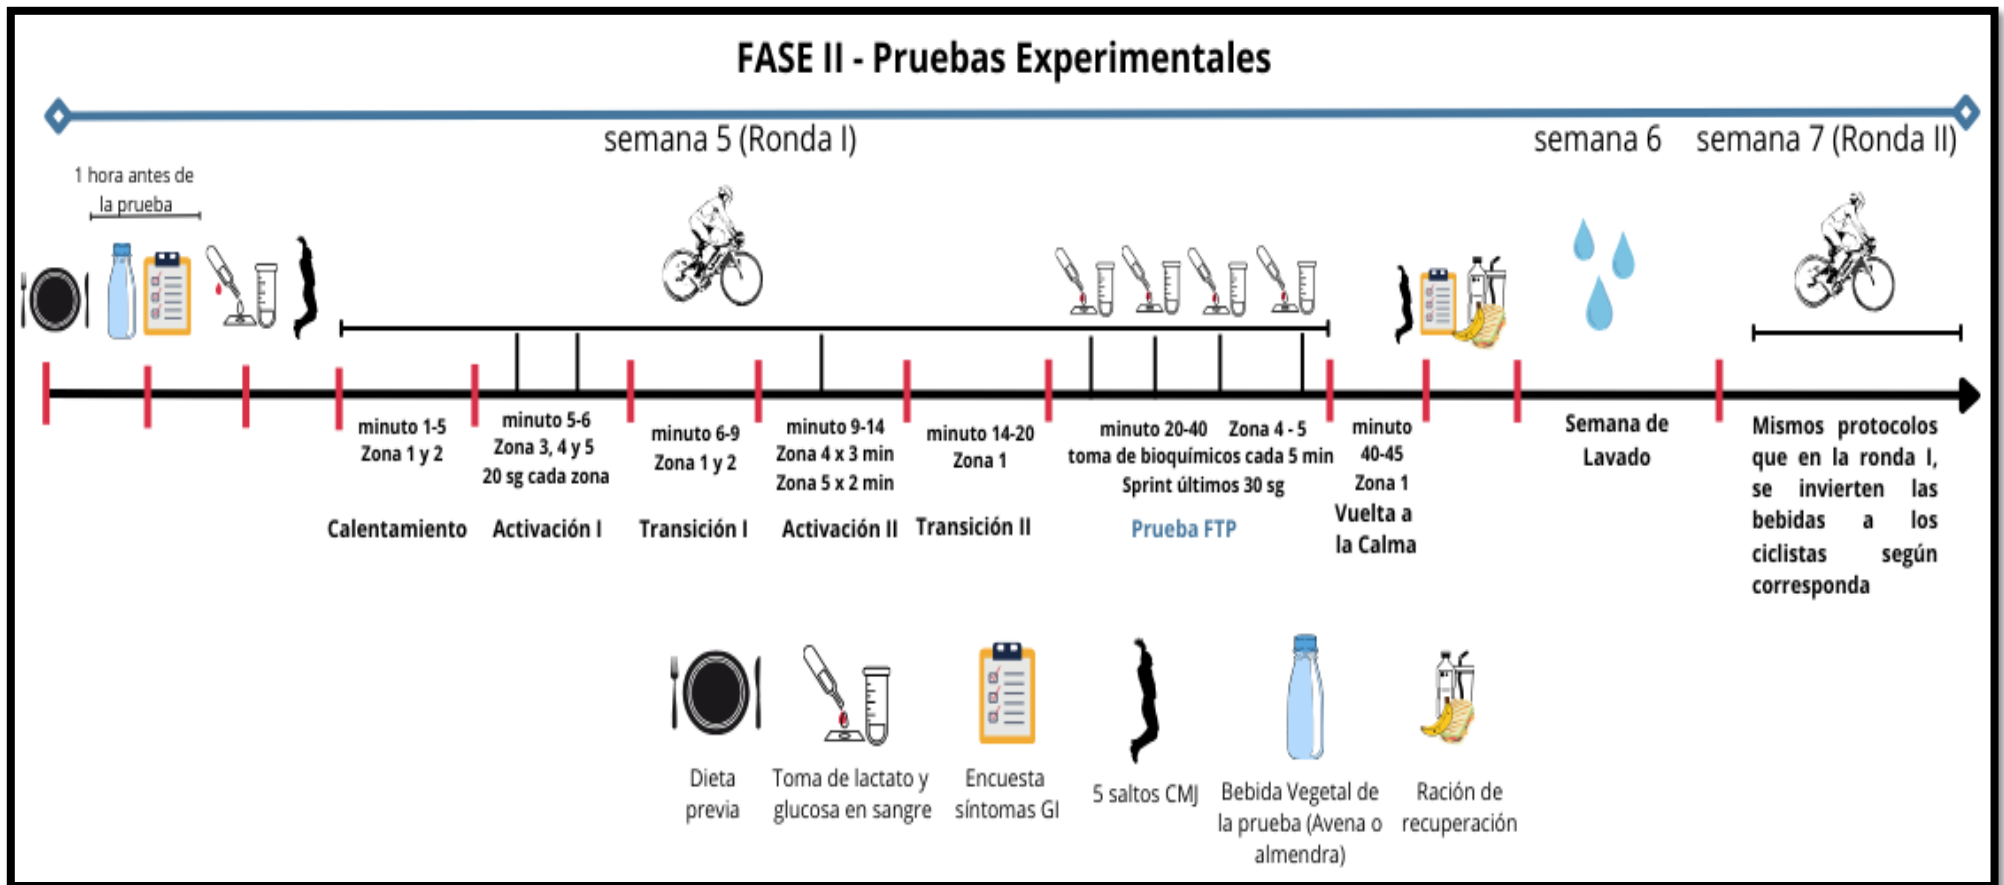 FASE II - Pruebas Experimentales
semana 5 (Ronda I)
semana 6
semana 7 (Ronda II)
1 hora antes de
la prueba
minuto 1-5
Zona 1 y 2
Calentamiento
minuto 5-6
Zona 3, 4 y 5
20 sg cada zona
Activación I
minuto 6-9
Zona 1 y 2
Transición I
minuto 9-14
Zona 4 x 3 min
Zona 5 x 2 min
Activación II
minuto 14-20
Zona 1
Transición II
minuto 20-40 Zona 4 - 5
toma de bioquímicos cada 5 min
Sprint últimos 30 sg
Prueba FTP
minuto
40-45
Zona 1
Vuelta a
la Calma
Semana de
Lavado
Mismos protocolos
que en la ronda I,
se invierten las
bebidas a los
ciclistas según
corresponda
Dieta
previa
Toma de lactato y
glucosa en sangre
Encuesta
síntomas GI
5 saltos CMJ
Bebida Vegetal de
la prueba (Avena o
almendra)
Ración de
recuperación